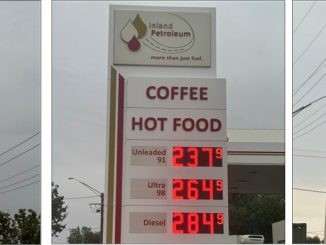 Inland
Petroleum
more than just fuel.
COFFEE
HOT FOOD
Unleaded
91
237.9
Ultra
98
264.9
Diesel
284.9